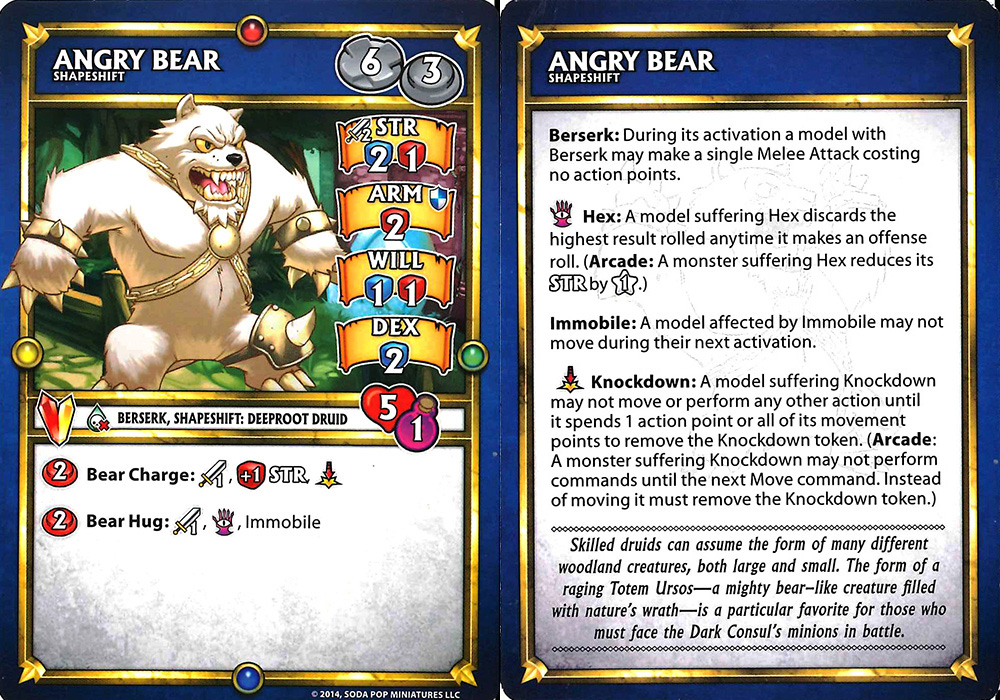 ANGRY BEAR
SHAPESHIFT
6
3
STR
2 1
ARM
2
WILL
1 1
DEX
2
BERSERK, SHAPESHIFT: DEEPROOT DRUID
5
1
2 Bear Charge: , +1 STR
2 Bear Hug: , , Immobile
© 2014, SODA POP MINIATURES LLC
ANGRY BEAR
SHAPESHIFT
Berserk: During its activation a model with
Berserk may make a single Melee Attack costing
no action points.
Hex: A model suffering Hex discards the
highest result rolled anytime it makes an offense
roll. (Arcade: A monster suffering Hex reduces its
STR by 1.)
Immobile: A model affected by Immobile may not
move during their next activation.
Knockdown: A model suffering Knockdown
may not move or perform any other action until
it spends 1 action point or all of its movement
points to remove the Knockdown token. (Arcade:
A monster suffering Knockdown may not perform
commands until the next Move command. Instead
of moving it must remove the Knockdown token.)
Skilled druids can assume the form of many different
woodland creatures, both large and small. The form of a
raging Totem Ursos—a mighty bear-like creature filled
with nature's wrath—is a particular favorite for those who
must face the Dark Consul's minions in battle.